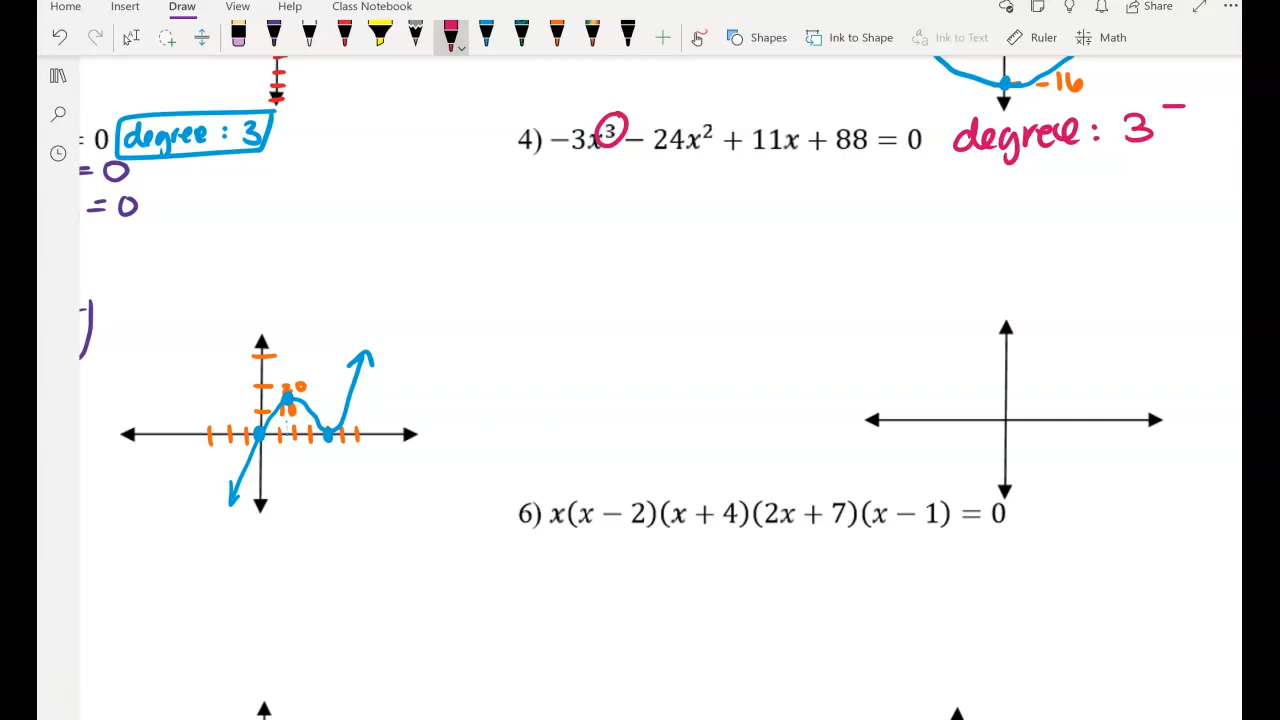 Home Insert Draw View Help Class Notebook Share
Shapes Ink to Shape Ink to Text Ruler Math
-16
= 0 degree : 3
4) −3x³ − 24x² + 11x + 88 = 0 degree : 3 −
= 0
= 0
)
20
10
6) x(x − 2)(x + 4)(2x + 7)(x − 1) = 0